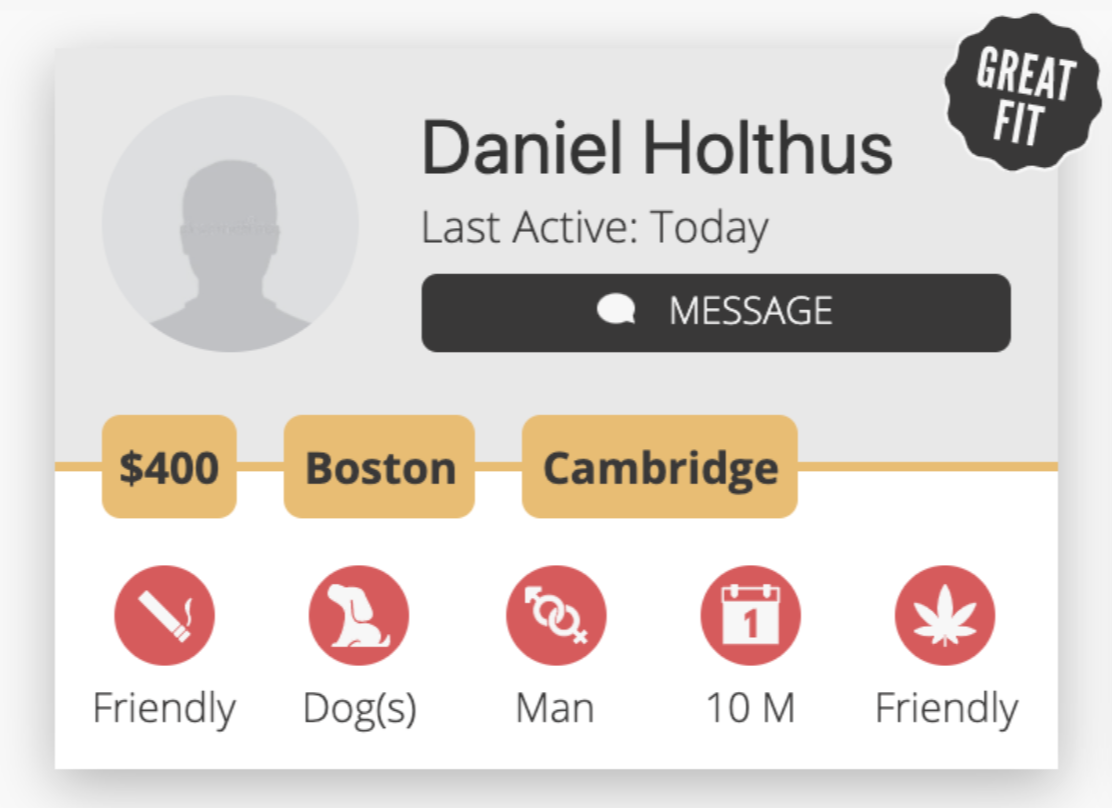 GREAT
FIT
Daniel Holthus
Last Active: Today
MESSAGE
$400 Boston Cambridge
1
Friendly Dog(s) Man 10 M Friendly